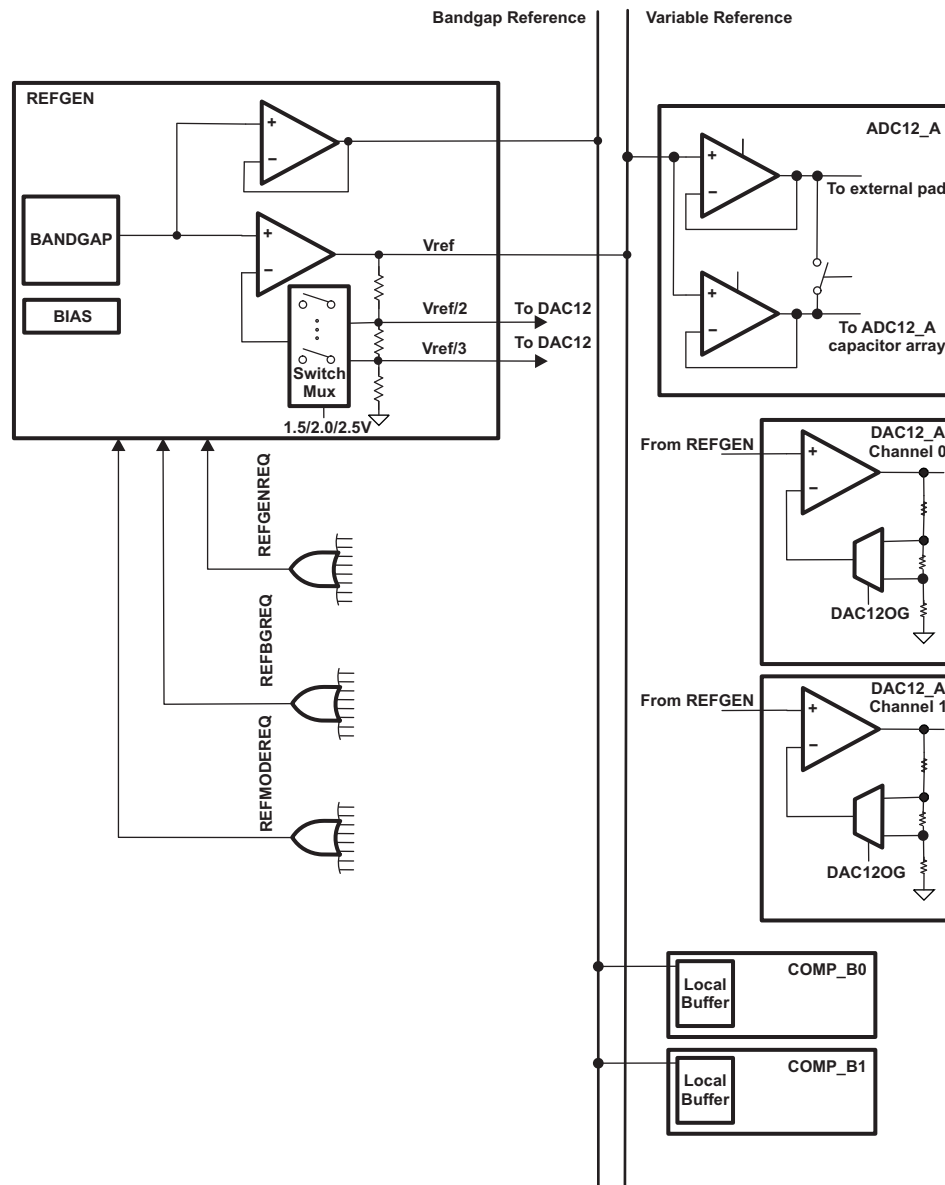 Bandgap Reference
Variable Reference
REFGEN
+
−
BANDGAP
+
−
Vref
BIAS
Vref/2
To DAC12
Vref/3
To DAC12
Switch
Mux
1.5/2.0/2.5V
REFGENREQ
REFBGREQ
REFMODEREQ
ADC12_A
+
−
To external pad
+
−
To ADC12_A
capacitor array
From REFGEN
DAC12_A
Channel 0
+
−
DAC12OG
From REFGEN
DAC12_A
Channel 1
+
−
DAC12OG
COMP_B0
Local
Buffer
COMP_B1
Local
Buffer